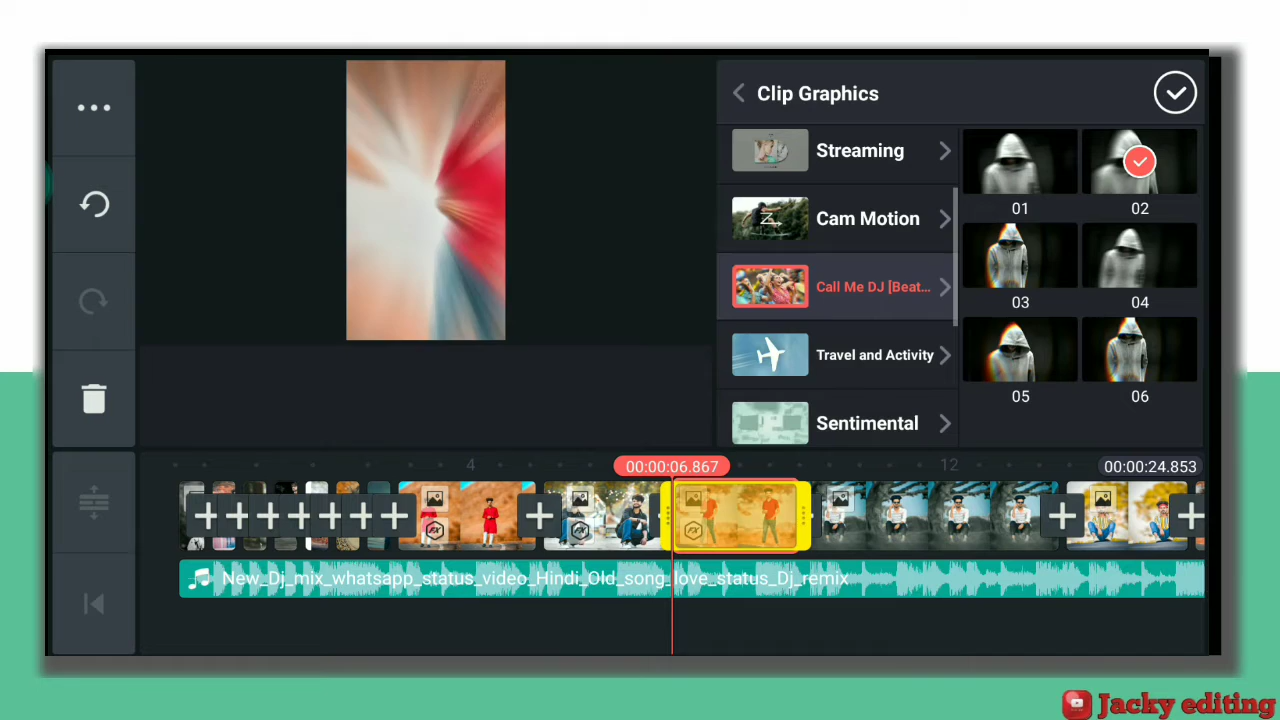 Clip Graphics
Streaming
Cam Motion
Call Me DJ [Beat...
Travel and Activity
Sentimental
01
02
03
04
05
06
4
00:00:06.867
12
00:00:24.853
New_Dj_mix_whatsapp_status_video_Hindi_Old_song_love_status_Dj_remix
Jacky editing